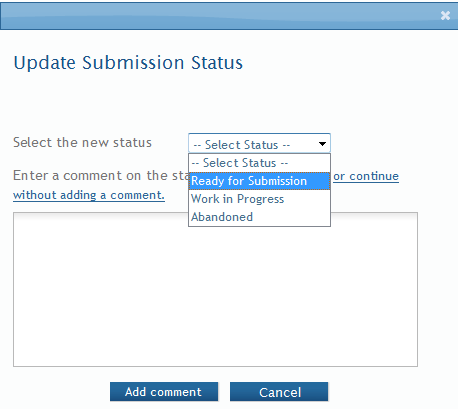 Update Submission Status
Select the new status
-- Select Status --
-- Select Status --
Ready for Submission
Work in Progress
Abandoned
Enter a comment on the sta
or continue
without adding a comment.
Add comment
Cancel